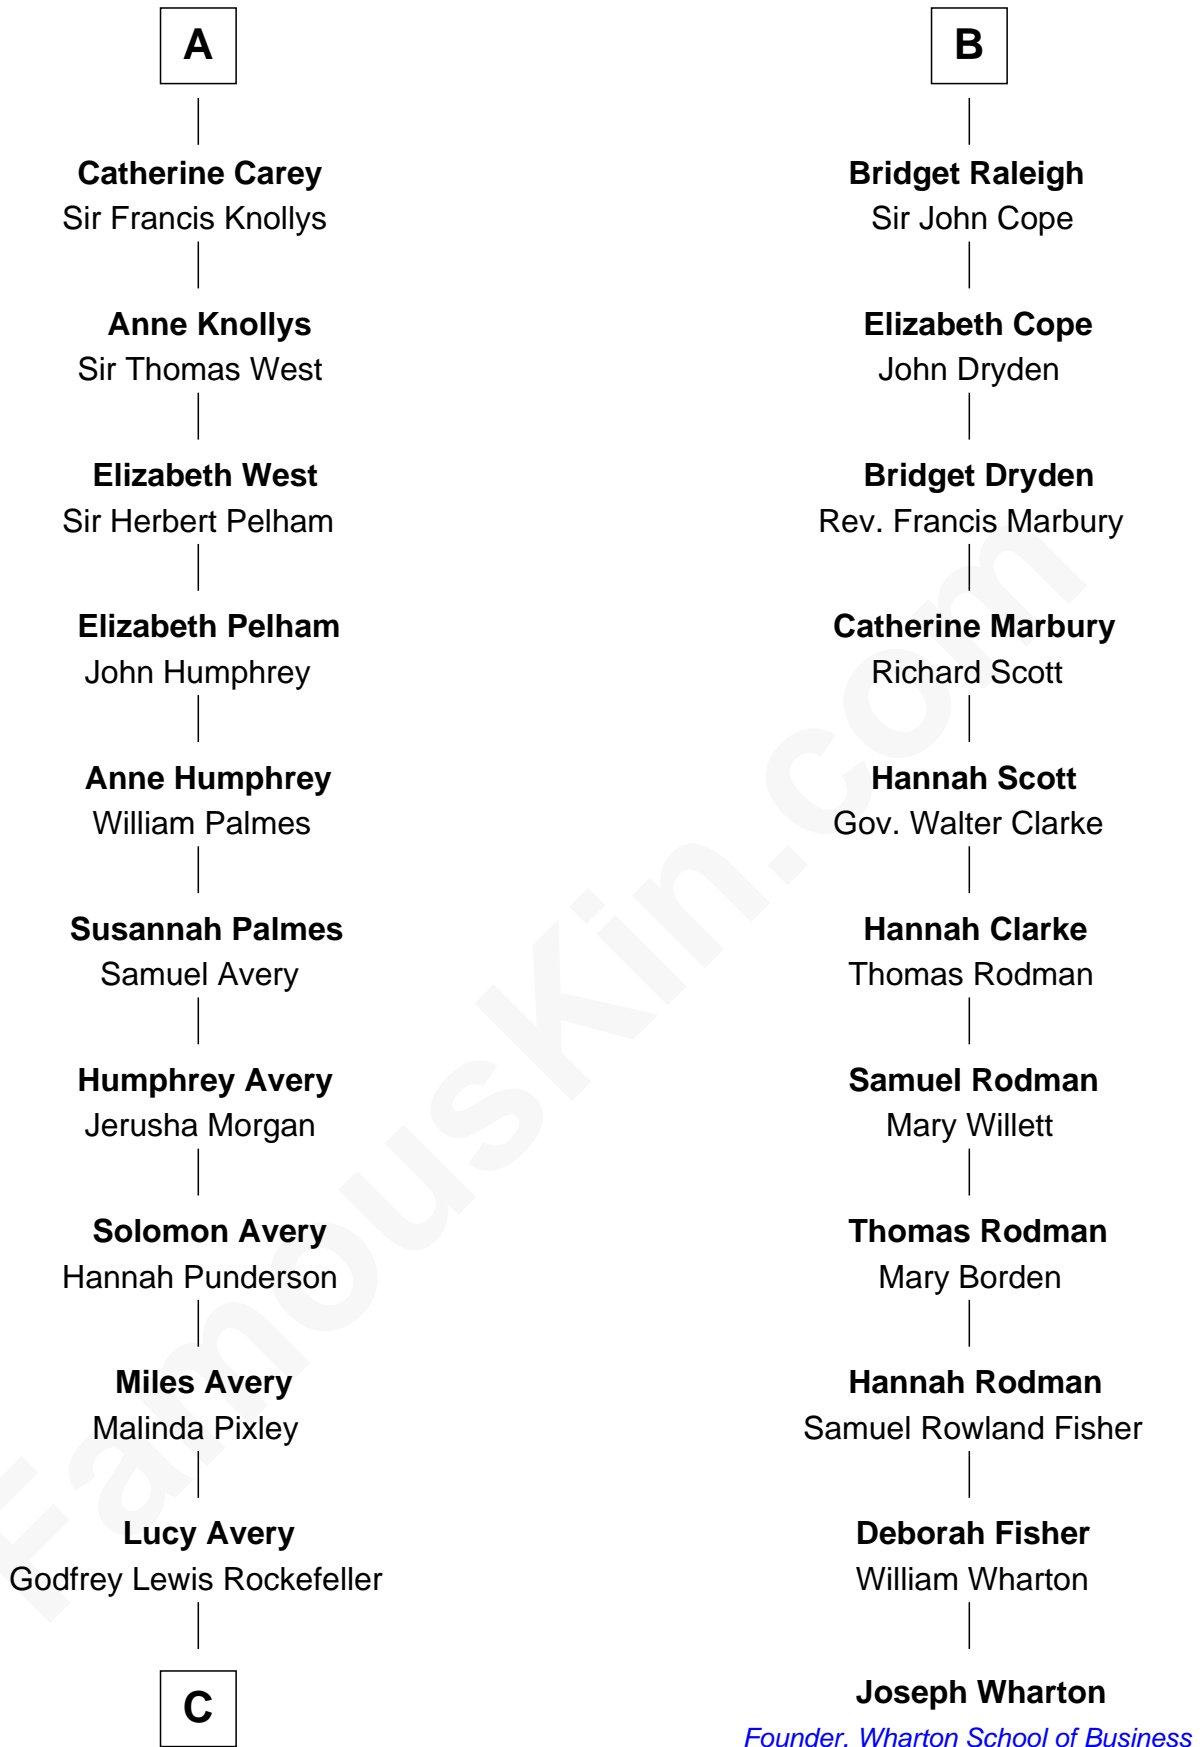 A
Catherine Carey
Sir Francis Knollys
Anne Knollys
Sir Thomas West
Elizabeth West
Sir Herbert Pelham
Elizabeth Pelham
John Humphrey
Anne Humphrey
William Palmes
Susannah Palmes
Samuel Avery
Humphrey Avery
Jerusha Morgan
Solomon Avery
Hannah Punderson
Miles Avery
Malinda Pixley
Lucy Avery
Godfrey Lewis Rockefeller
C
B
Bridget Raleigh
Sir John Cope
Elizabeth Cope
John Dryden
Bridget Dryden
Rev. Francis Marbury
Catherine Marbury
Richard Scott
Hannah Scott
Gov. Walter Clarke
Hannah Clarke
Thomas Rodman
Samuel Rodman
Mary Willett
Thomas Rodman
Mary Borden
Hannah Rodman
Samuel Rowland Fisher
Deborah Fisher
William Wharton
Joseph Wharton
Founder, Wharton School of Business
FamousKin.com